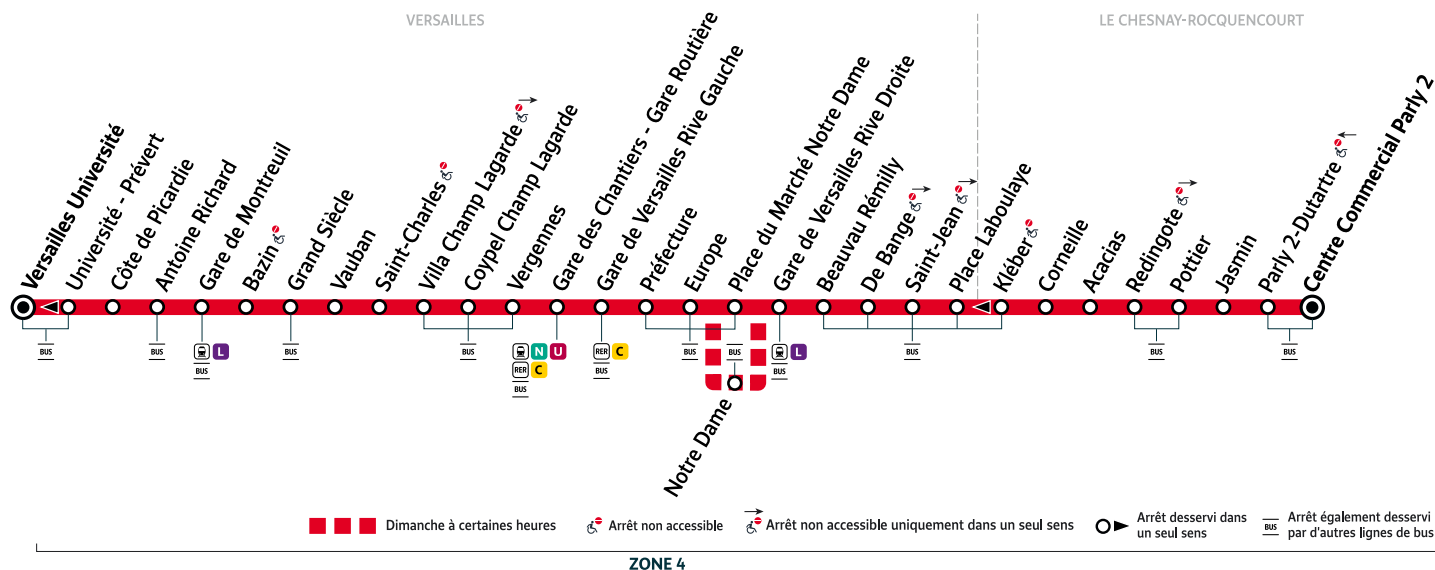 VERSAILLES
LE CHESNAY-ROCQUENCOURT
Versailles Université
Université - Prévert
Côte de Picardie
Antoine Richard
Gare de Montreuil
Bazin
Grand Siècle
Vauban
Saint-Charles
Villa Champ Lagarde
Coypel Champ Lagarde
Vergennes
Gare des Chantiers - Gare Routière
Gare de Versailles Rive Gauche
Préfecture
Europe
Place du Marché Notre Dame
Gare de Versailles Rive Droite
Beauvau Rémilly
De Bange
Saint-Jean
Place Laboulaye
Kléber
Corneille
Acacias
Redingote
Pottier
Jasmin
Parly 2-Dutartre
Centre Commercial Parly 2
BUS
BUS
L
BUS
BUS
BUS
N U
RER C
BUS
RER C
BUS
BUS
BUS
L
BUS
BUS
BUS
BUS
Notre Dame
Dimanche à certaines heures
Arrêt non accessible
Arrêt non accessible uniquement dans un seul sens
Arrêt desservi dans
un seul sens
BUS
Arrêt également desservi
par d'autres lignes de bus
ZONE 4